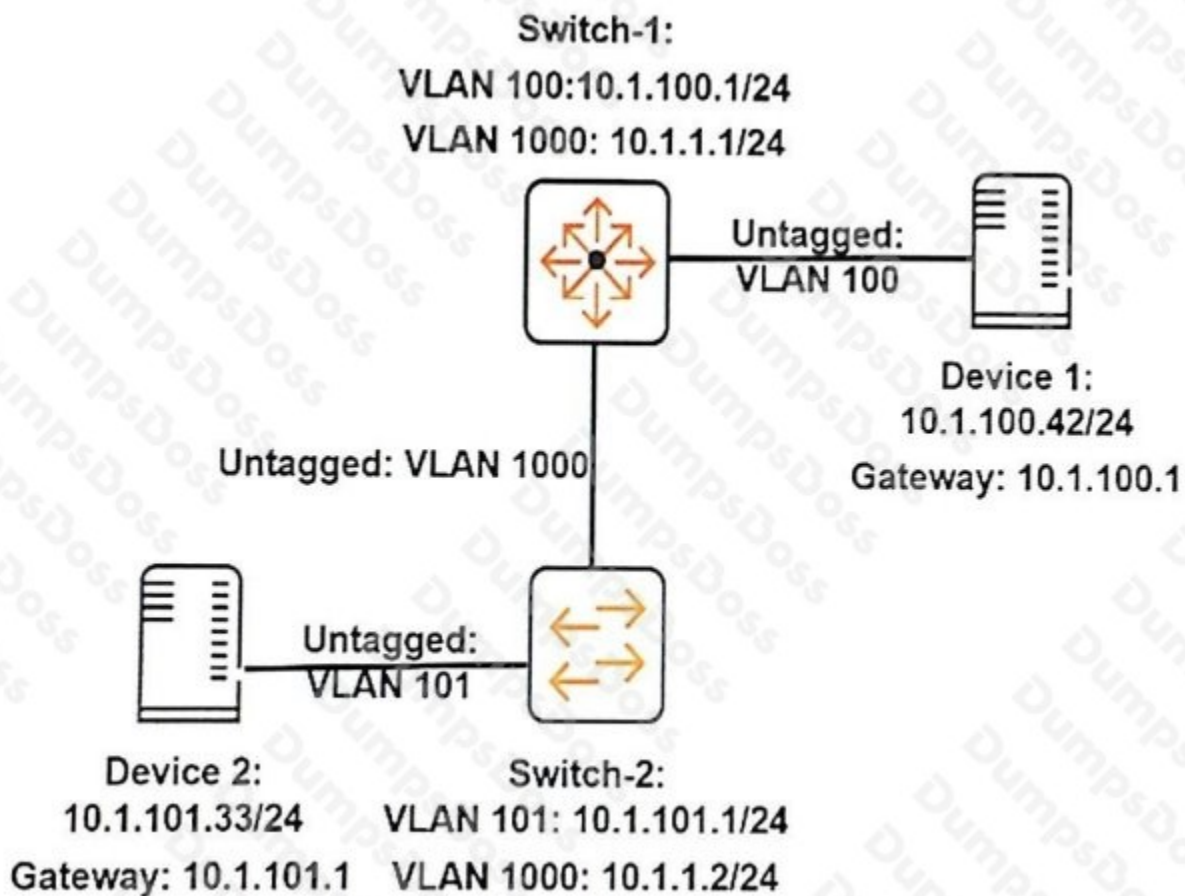 Switch-1:
VLAN 100:10.1.100.1/24
VLAN 1000: 10.1.1.1/24
Untagged:
VLAN 100
Device 1:
10.1.100.42/24
Gateway: 10.1.100.1
Untagged: VLAN 1000
Untagged:
VLAN 101
Device 2:
10.1.101.33/24
Gateway: 10.1.101.1
Switch-2:
VLAN 101: 10.1.101.1/24
VLAN 1000: 10.1.1.2/24
DumpsDoss